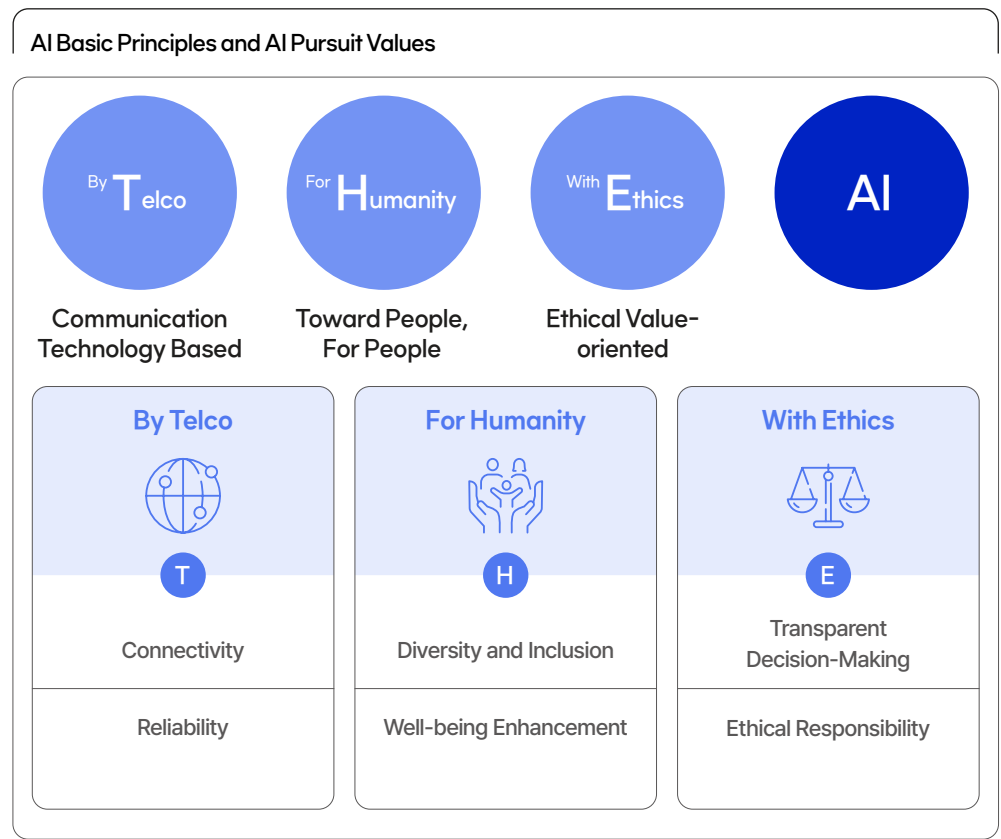 AI Basic Principles and AI Pursuit Values
By Telco
For Humanity
With Ethics
AI
Communication
Technology Based
Toward People,
For People
Ethical Value-
oriented
By Telco
T
Connectivity
Reliability
For Humanity
H
Diversity and Inclusion
Well-being Enhancement
With Ethics
E
Transparent
Decision-Making
Ethical Responsibility